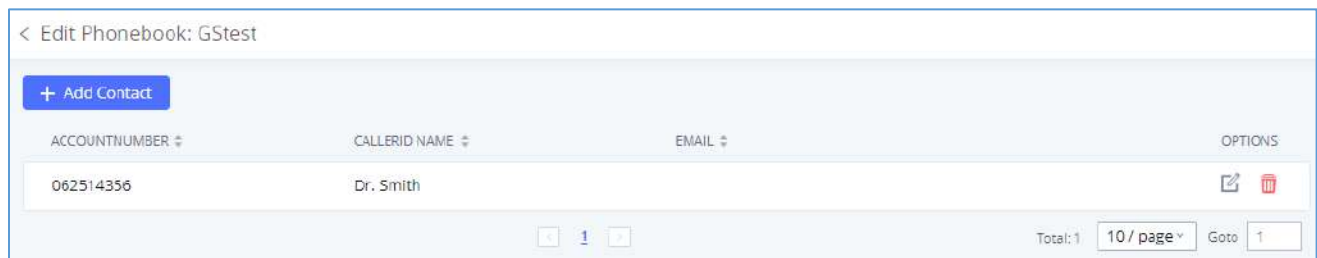 < Edit Phonebook: GStest
+ Add Contact
ACCOUNTNUMBER CALLERID NAME EMAIL OPTIONS
062514356 Dr. Smith
< 1 > Total: 1 10 / page Goto 1